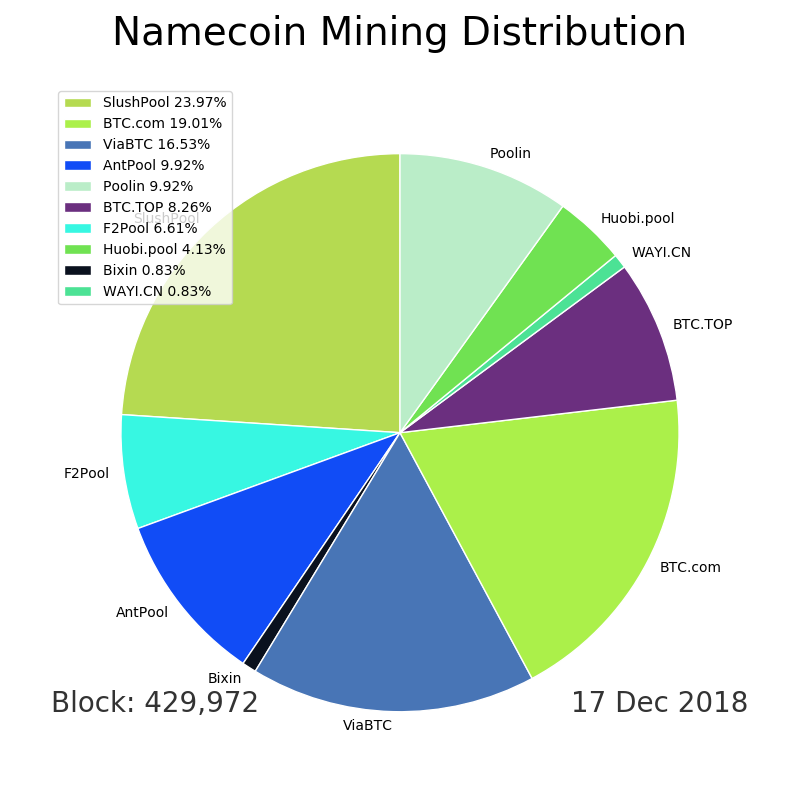 Namecoin Mining Distribution
SlushPool 23.97%
BTC.com 19.01%
ViaBTC 16.53%
AntPool 9.92%
Poolin 9.92%
BTC.TOP 8.26%
F2Pool 6.61%
Huobi.pool 4.13%
Bixin 0.83%
WAYI.CN 0.83%
Poolin
SlushPool
Huobi.pool
WAYI.CN
BTC.TOP
F2Pool
BTC.com
AntPool
Bixin
ViaBTC
Block: 429,972
17 Dec 2018